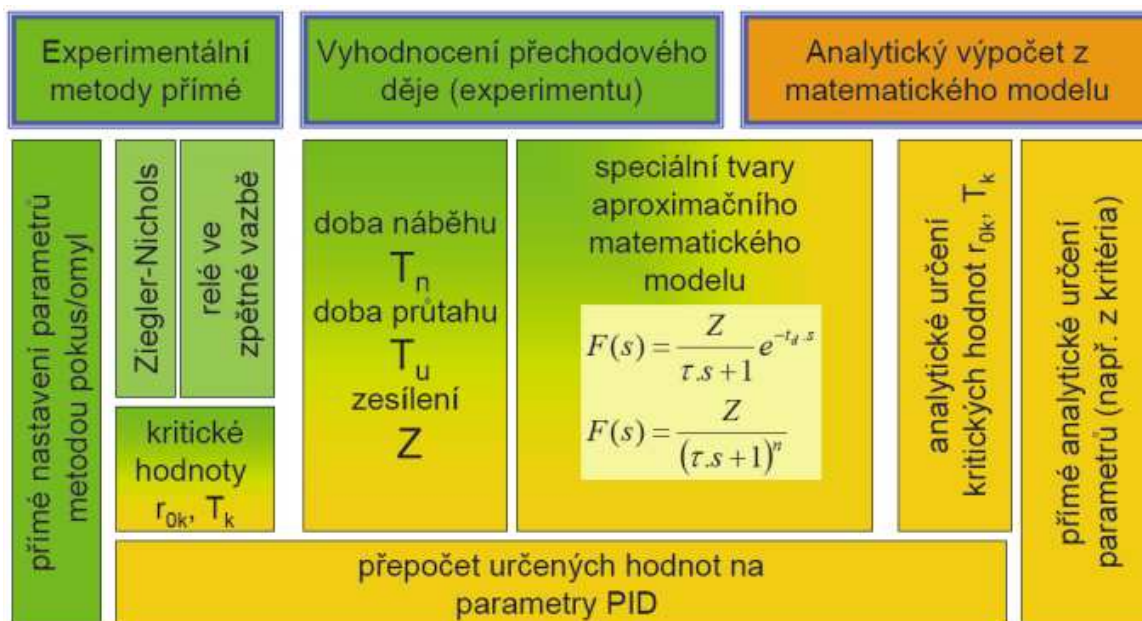 Experimentální
metody přímé
Vyhodnocení přechodového
děje (experimentu)
Analytický výpočet z
matematického modelu
přímé nastavení parametrů
metodou pokus/omyl
Ziegler-Nichols
relé ve
zpětné vazbě
kritické
hodnoty
r₀ₖ, Tₖ
doba náběhu
Tₙ
doba průtahu
Tᵤ
zesílení
Z
speciální tvary
aproximačního
matematického
modelu
F(s) = Z / (τ.s+1) e^(-t_d.s)
F(s) = Z / (τ.s+1)^n
analytické určení
kritických hodnot r₀ₖ, Tₖ
přímé analytické určení
parametrů (např. z kritéria)
přepočet určených hodnot na
parametry PID